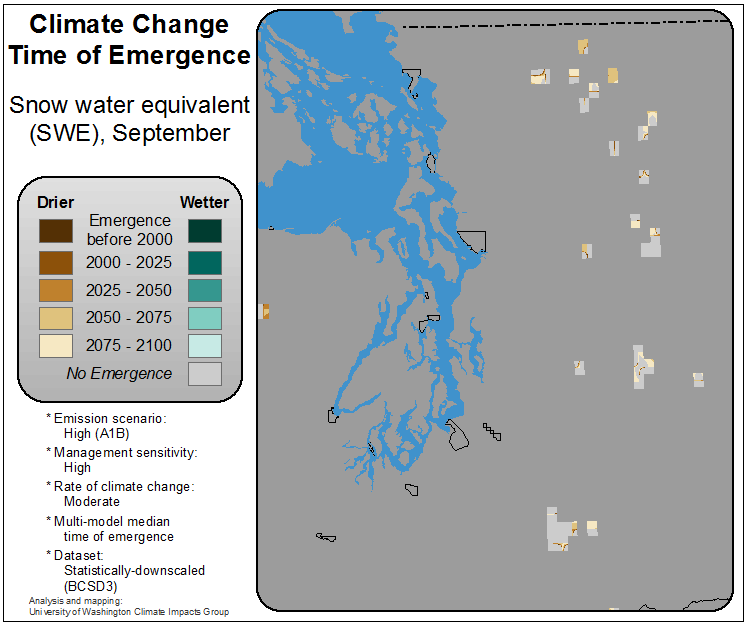 Climate Change
Time of Emergence
Snow water equivalent
(SWE), September
Drier Wetter
Emergence
before 2000
2000 - 2025
2025 - 2050
2050 - 2075
2075 - 2100
No Emergence
* Emission scenario:
High (A1B)
* Management sensitivity:
High
* Rate of climate change:
Moderate
* Multi-model median
time of emergence
* Dataset:
Statistically-downscaled
(BCSD3)
Analysis and mapping:
University of Washington Climate Impacts Group